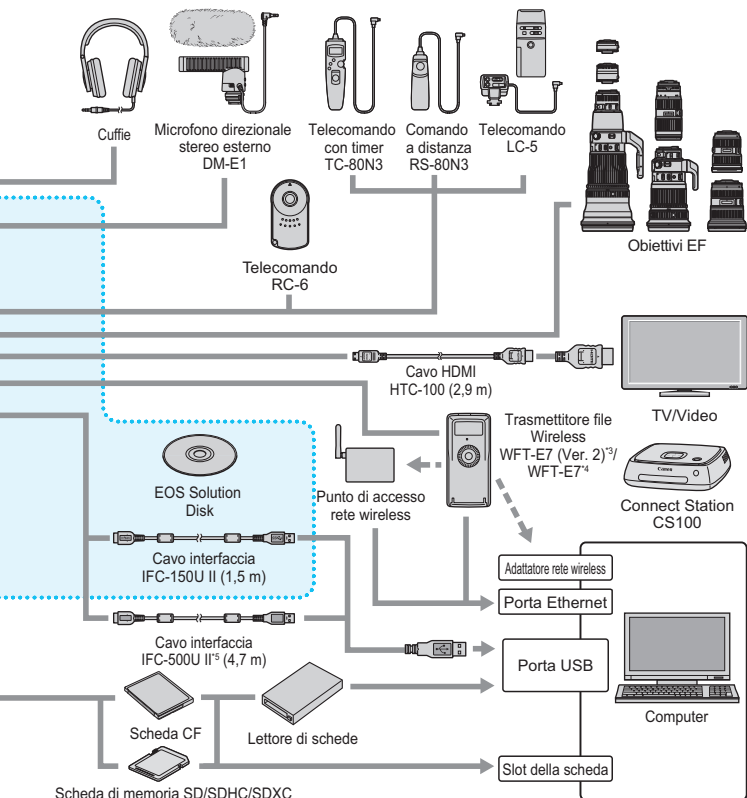 Cuffie
Microfono direzionale
stereo esterno
DM-E1
Telecomando
con timer
TC-80N3
Comando
a distanza
RS-80N3
Telecomando
LC-5
Obiettivi EF
Telecomando
RC-6
Cavo HDMI
HTC-100 (2,9 m)
TV/Video
Trasmettitore file
Wireless
WFT-E7 (Ver. 2)*3/
WFT-E7*4
Canon
Connect Station
CS100
EOS Solution
Disk
Punto di accesso
rete wireless
Cavo interfaccia
IFC-150U II (1,5 m)
Adattatore rete wireless
Porta Ethernet
Cavo interfaccia
IFC-500U II*5 (4,7 m)
Porta USB
Computer
Scheda CF
Lettore di schede
Slot della scheda
Scheda di memoria SD/SDHC/SDXC